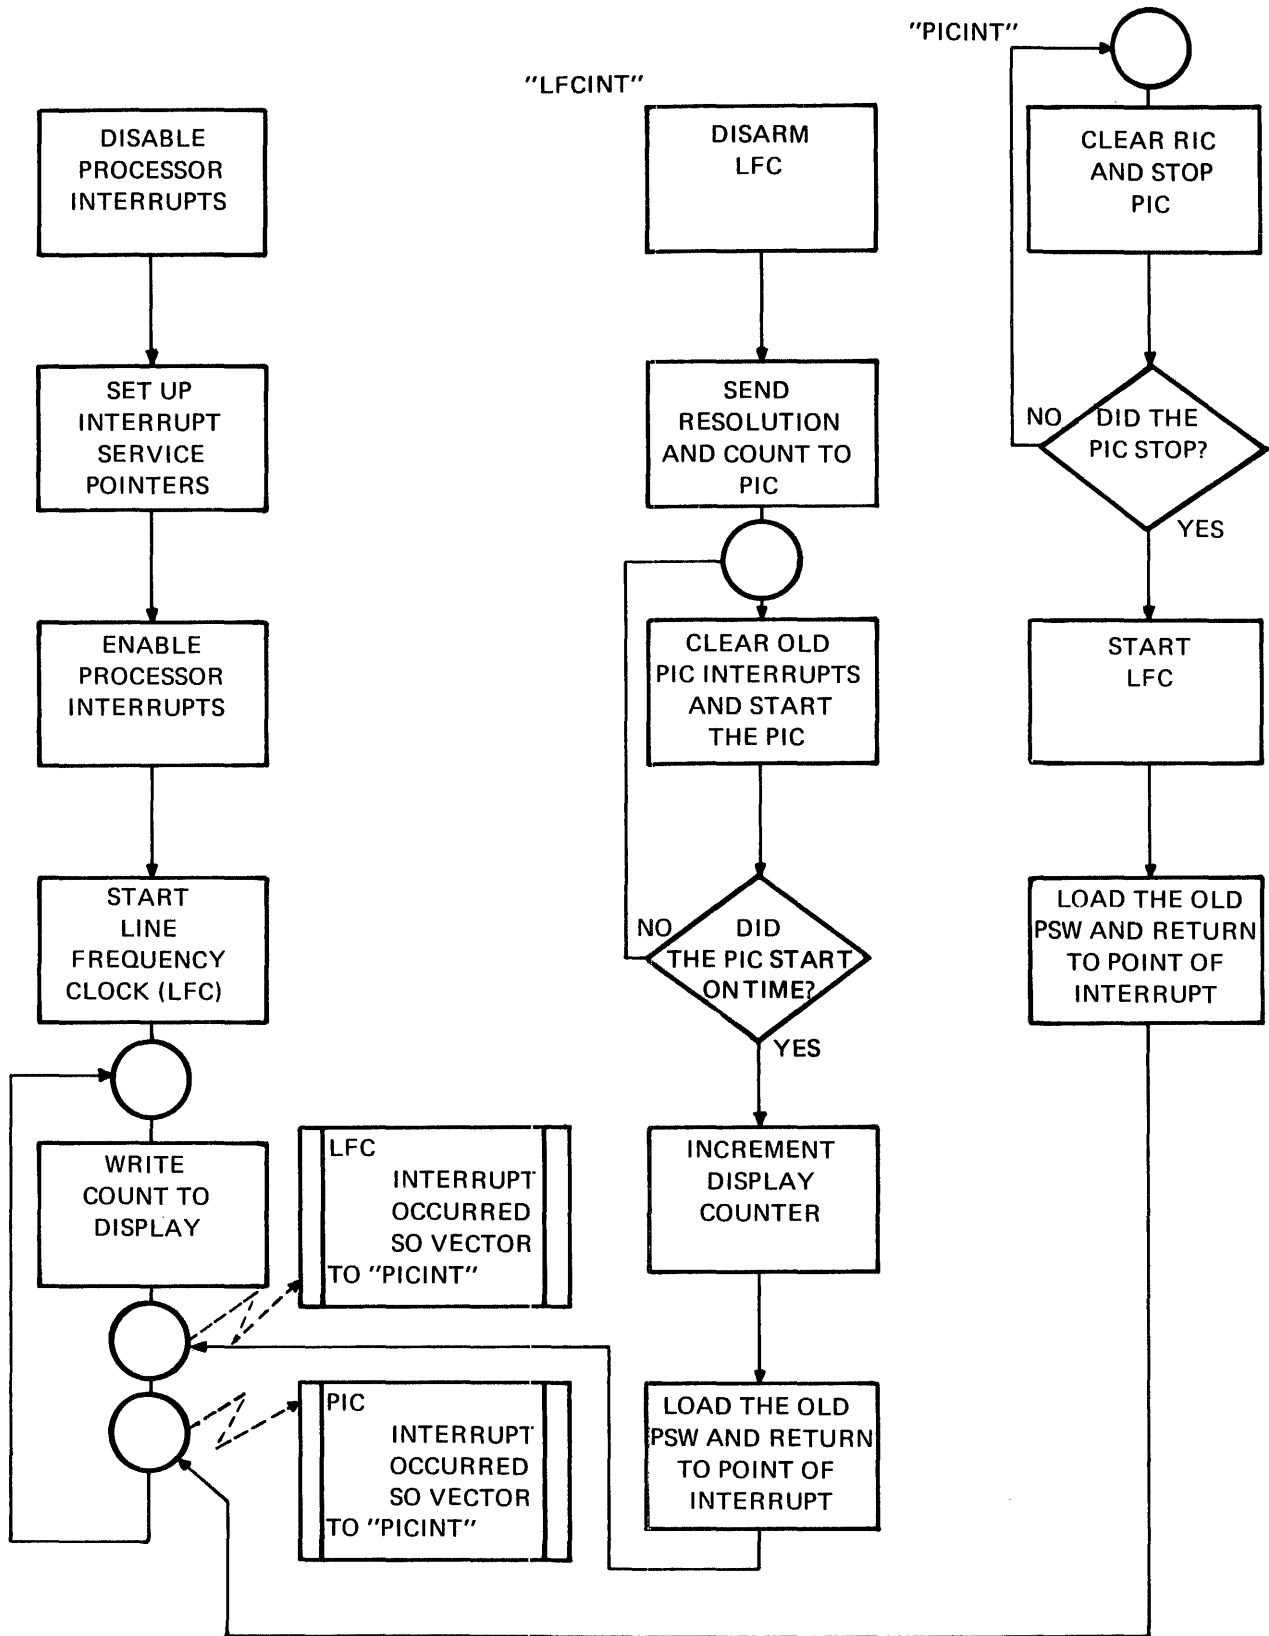 "PICINT"
"LFCINT"
DISABLE
PROCESSOR
INTERRUPTS
SET UP
INTERRUPT
SERVICE
POINTERS
ENABLE
PROCESSOR
INTERRUPTS
START
LINE
FREQUENCY
CLOCK (LFC)
WRITE
COUNT TO
DISPLAY
LFC
INTERRUPT
OCCURRED
SO VECTOR
TO "PICINT"
PIC
INTERRUPT
OCCURRED
SO VECTOR
TO "PICINT"
DISARM
LFC
SEND
RESOLUTION
AND COUNT TO
PIC
CLEAR OLD
PIC INTERRUPTS
AND START
THE PIC
NO
DID
THE PIC START
ON TIME?
YES
INCREMENT
DISPLAY
COUNTER
LOAD THE OLD
PSW AND RETURN
TO POINT OF
INTERRUPT
CLEAR RIC
AND STOP
PIC
NO
DID THE
PIC STOP?
YES
START
LFC
LOAD THE OLD
PSW AND RETURN
TO POINT OF
INTERRUPT